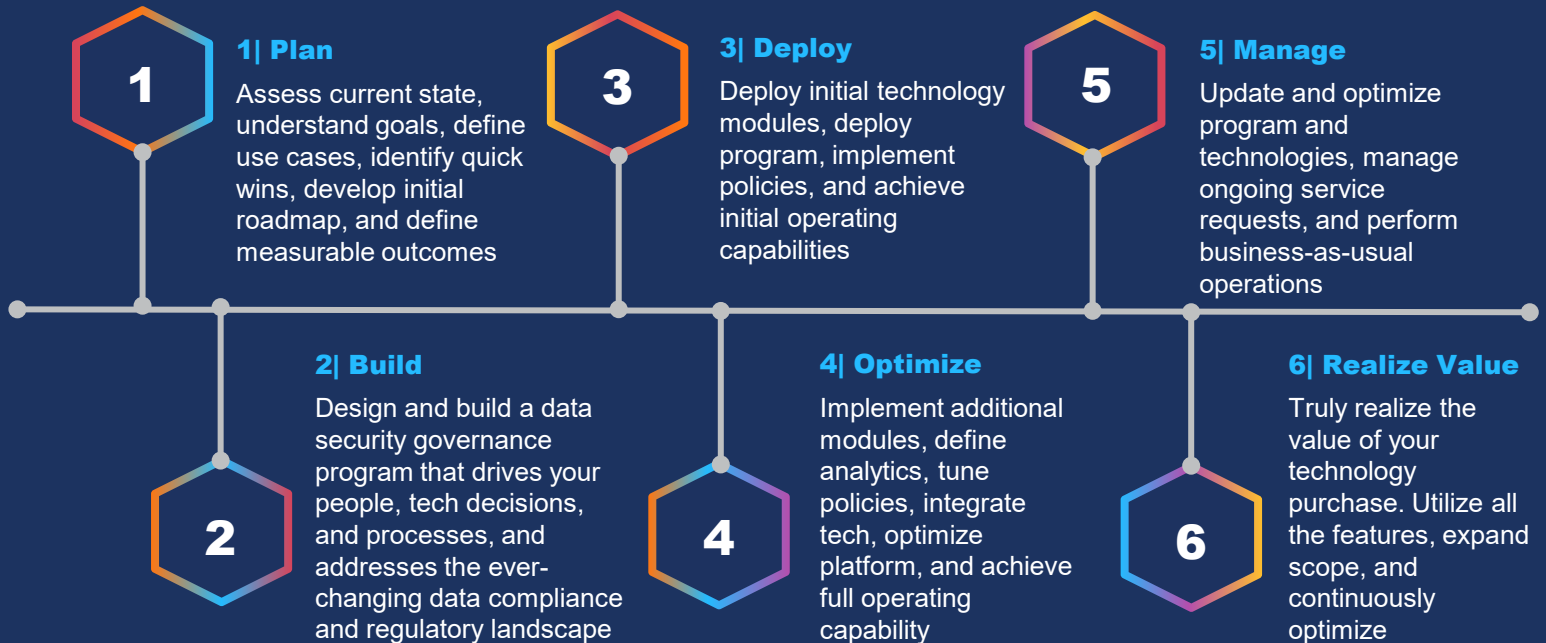 1
1| Plan
Assess current state,
understand goals, define
use cases, identify quick
wins, develop initial
roadmap, and define
measurable outcomes
2
2| Build
Design and build a data
security governance
program that drives your
people, tech decisions,
and processes, and
addresses the ever-
changing data compliance
and regulatory landscape
3
3| Deploy
Deploy initial technology
modules, deploy
program, implement
policies, and achieve
initial operating
capabilities
4
4| Optimize
Implement additional
modules, define
analytics, tune
policies, integrate
tech, optimize
platform, and achieve
full operating
capability
5
5| Manage
Update and optimize
program and
technologies, manage
ongoing service
requests, and perform
business-as-usual
operations
6
6| Realize Value
Truly realize the
value of your
technology
purchase. Utilize all
the features, expand
scope, and
continuously
optimize